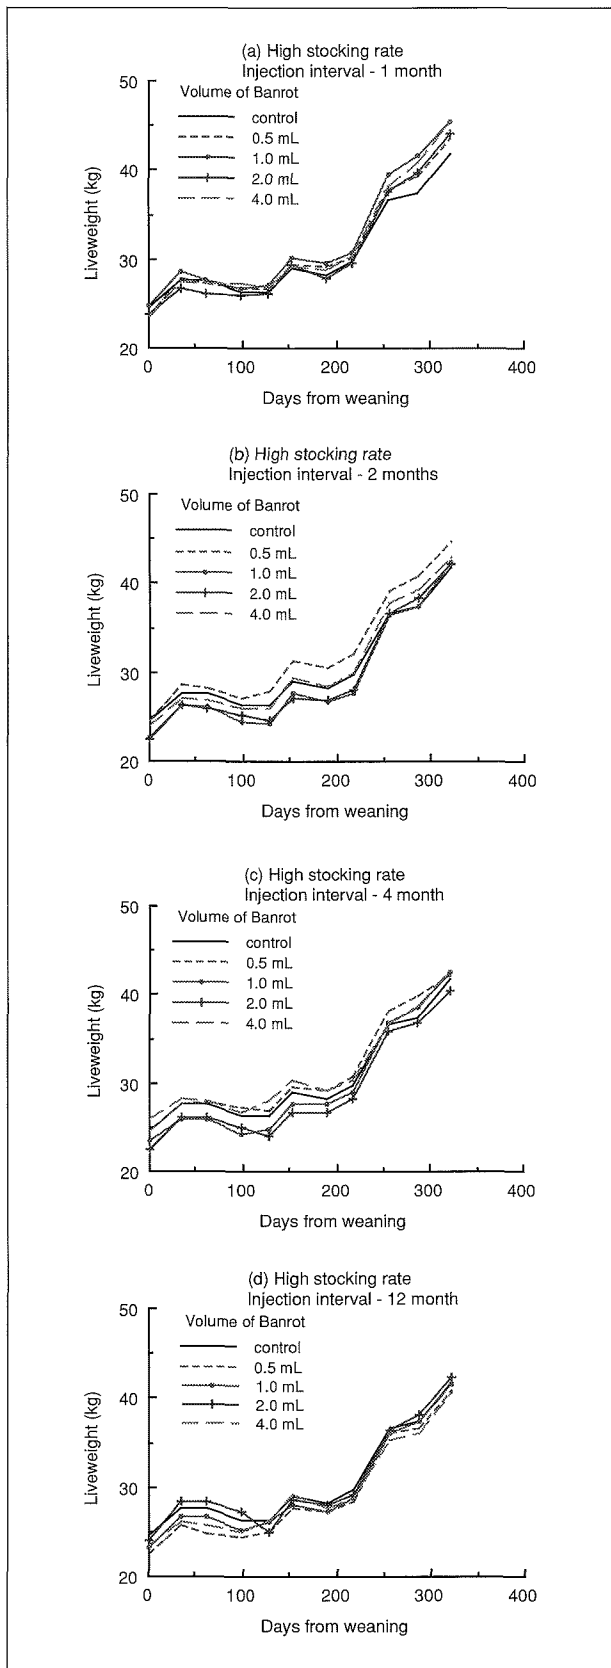 (a) High stocking rate
Injection interval - 1 month
Volume of Banrot
control
0.5 mL
1.0 mL
2.0 mL
4.0 mL
Liveweight (kg)
50
40
30
20
0
100
200
300
400
Days from weaning
(b) High stocking rate
Injection interval - 2 months
Volume of Banrot
control
0.5 mL
1.0 mL
2.0 mL
4.0 mL
Liveweight (kg)
50
40
30
20
0
100
200
300
400
Days from weaning
(c) High stocking rate
Injection interval - 4 month
Volume of Banrot
control
0.5 mL
1.0 mL
2.0 mL
4.0 mL
Liveweight (kg)
50
40
30
20
0
100
200
300
400
Days from weaning
(d) High stocking rate
Injection interval - 12 month
Volume of Banrot
control
0.5 mL
1.0 mL
2.0 mL
4.0 mL
Liveweight (kg)
50
40
30
20
0
100
200
300
400
Days from weaning